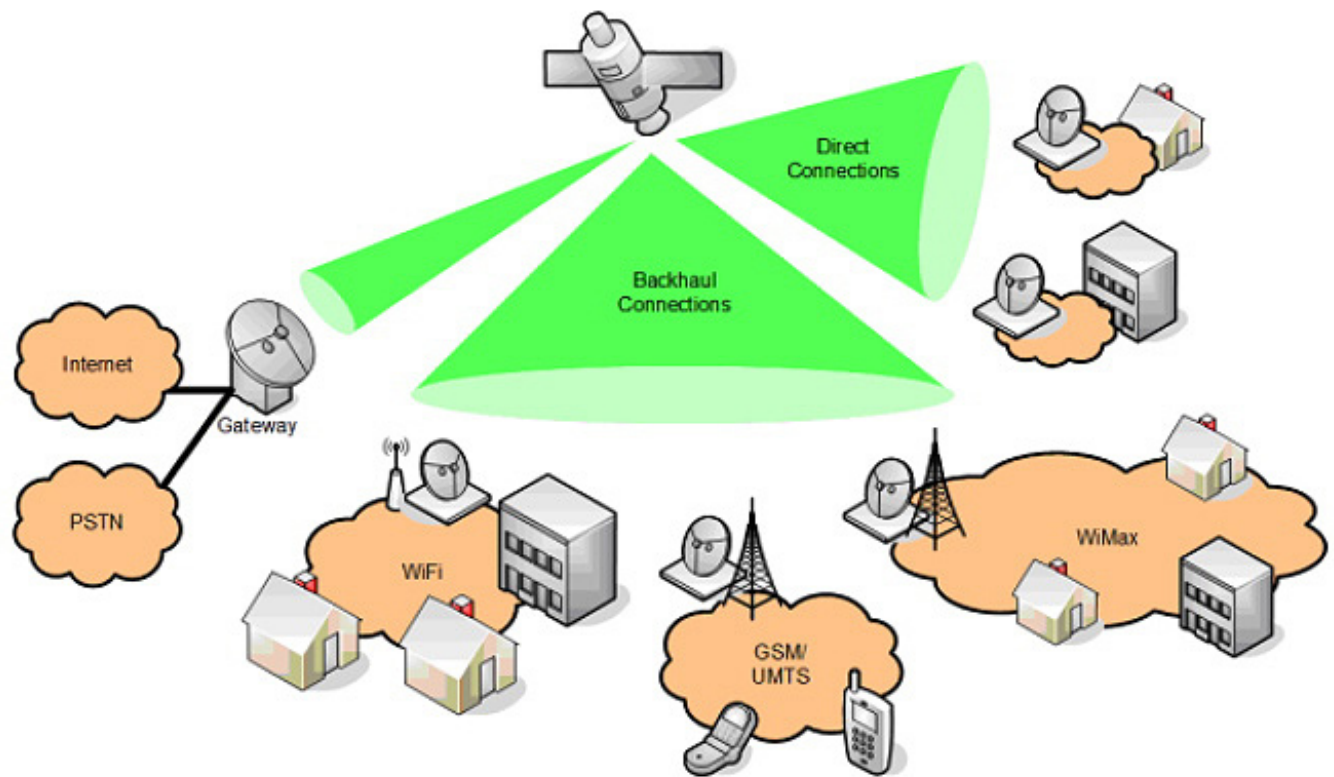 Direct
Connections
Backhaul
Connections
Internet
Gateway
PSTN
WiFi
WiMax
GSM/
UMTS